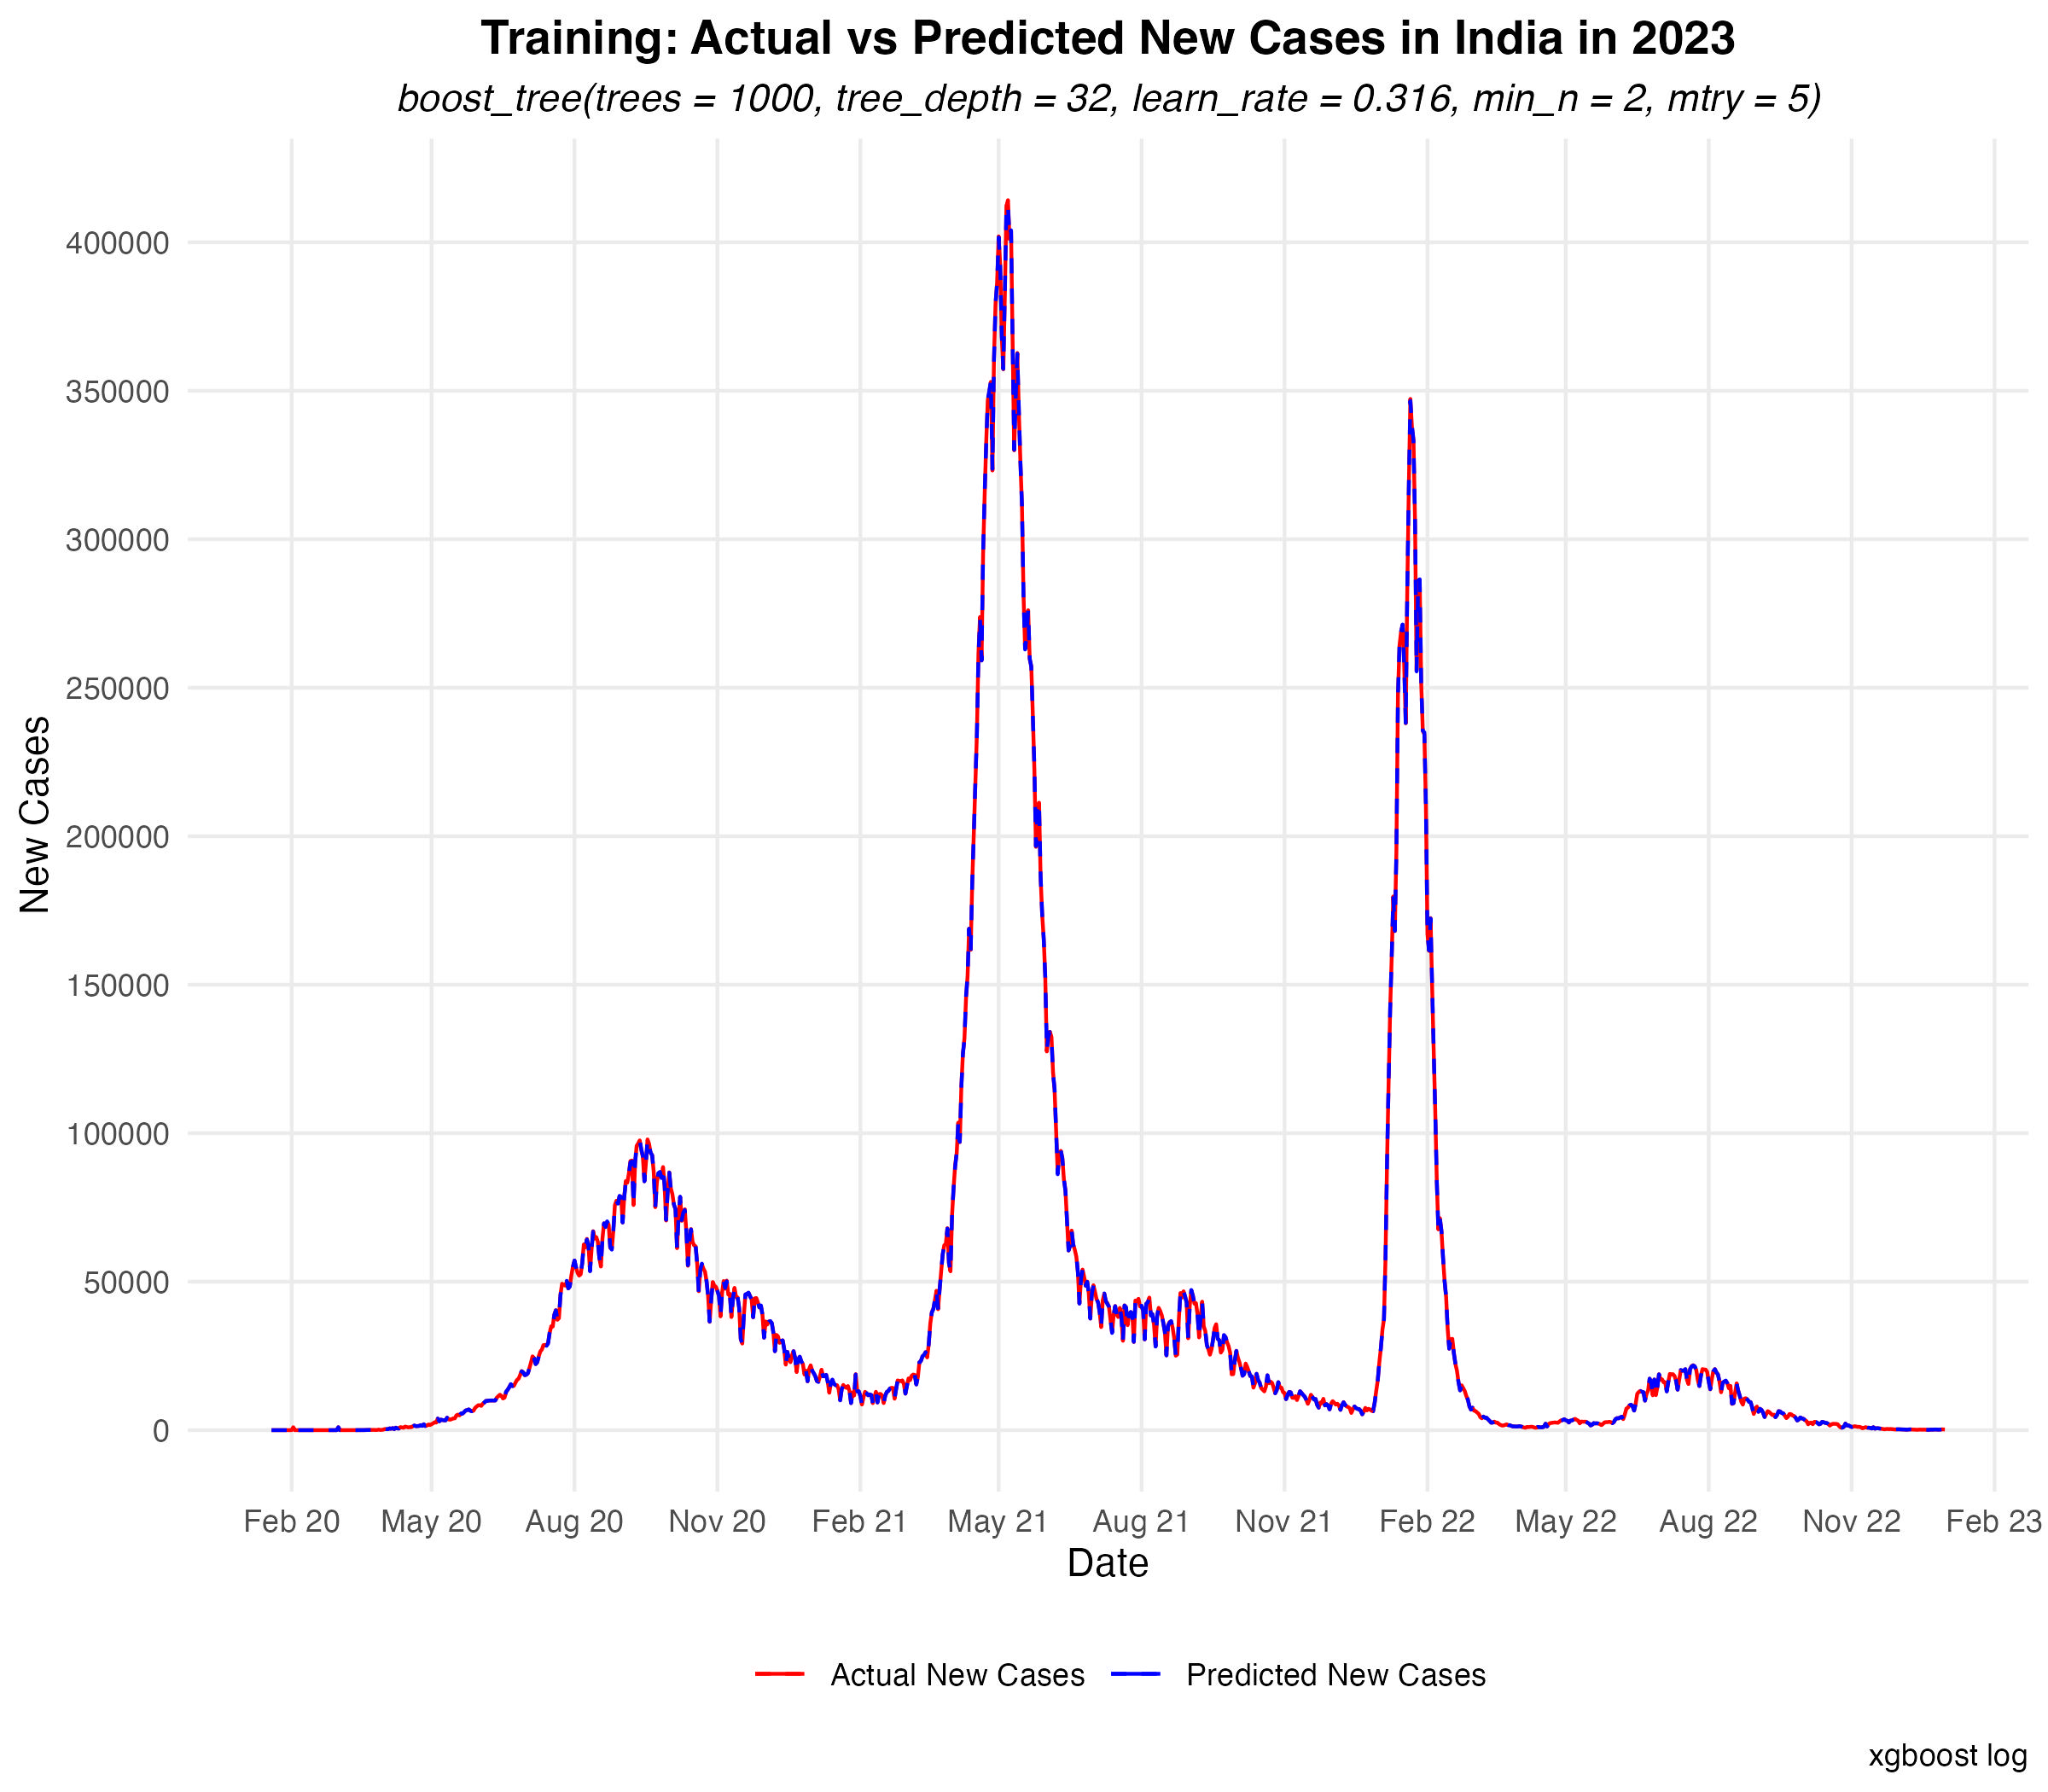 Training: Actual vs Predicted New Cases in India in 2023
boost_tree(trees = 1000, tree_depth = 32, learn_rate = 0.316, min_n = 2, mtry = 5)
New Cases
400000
350000
300000
250000
200000
150000
100000
50000
0
Feb 20 May 20 Aug 20 Nov 20 Feb 21 May 21 Aug 21 Nov 21 Feb 22 May 22 Aug 22 Nov 22 Feb 23
Date
Actual New Cases Predicted New Cases
xgboost log